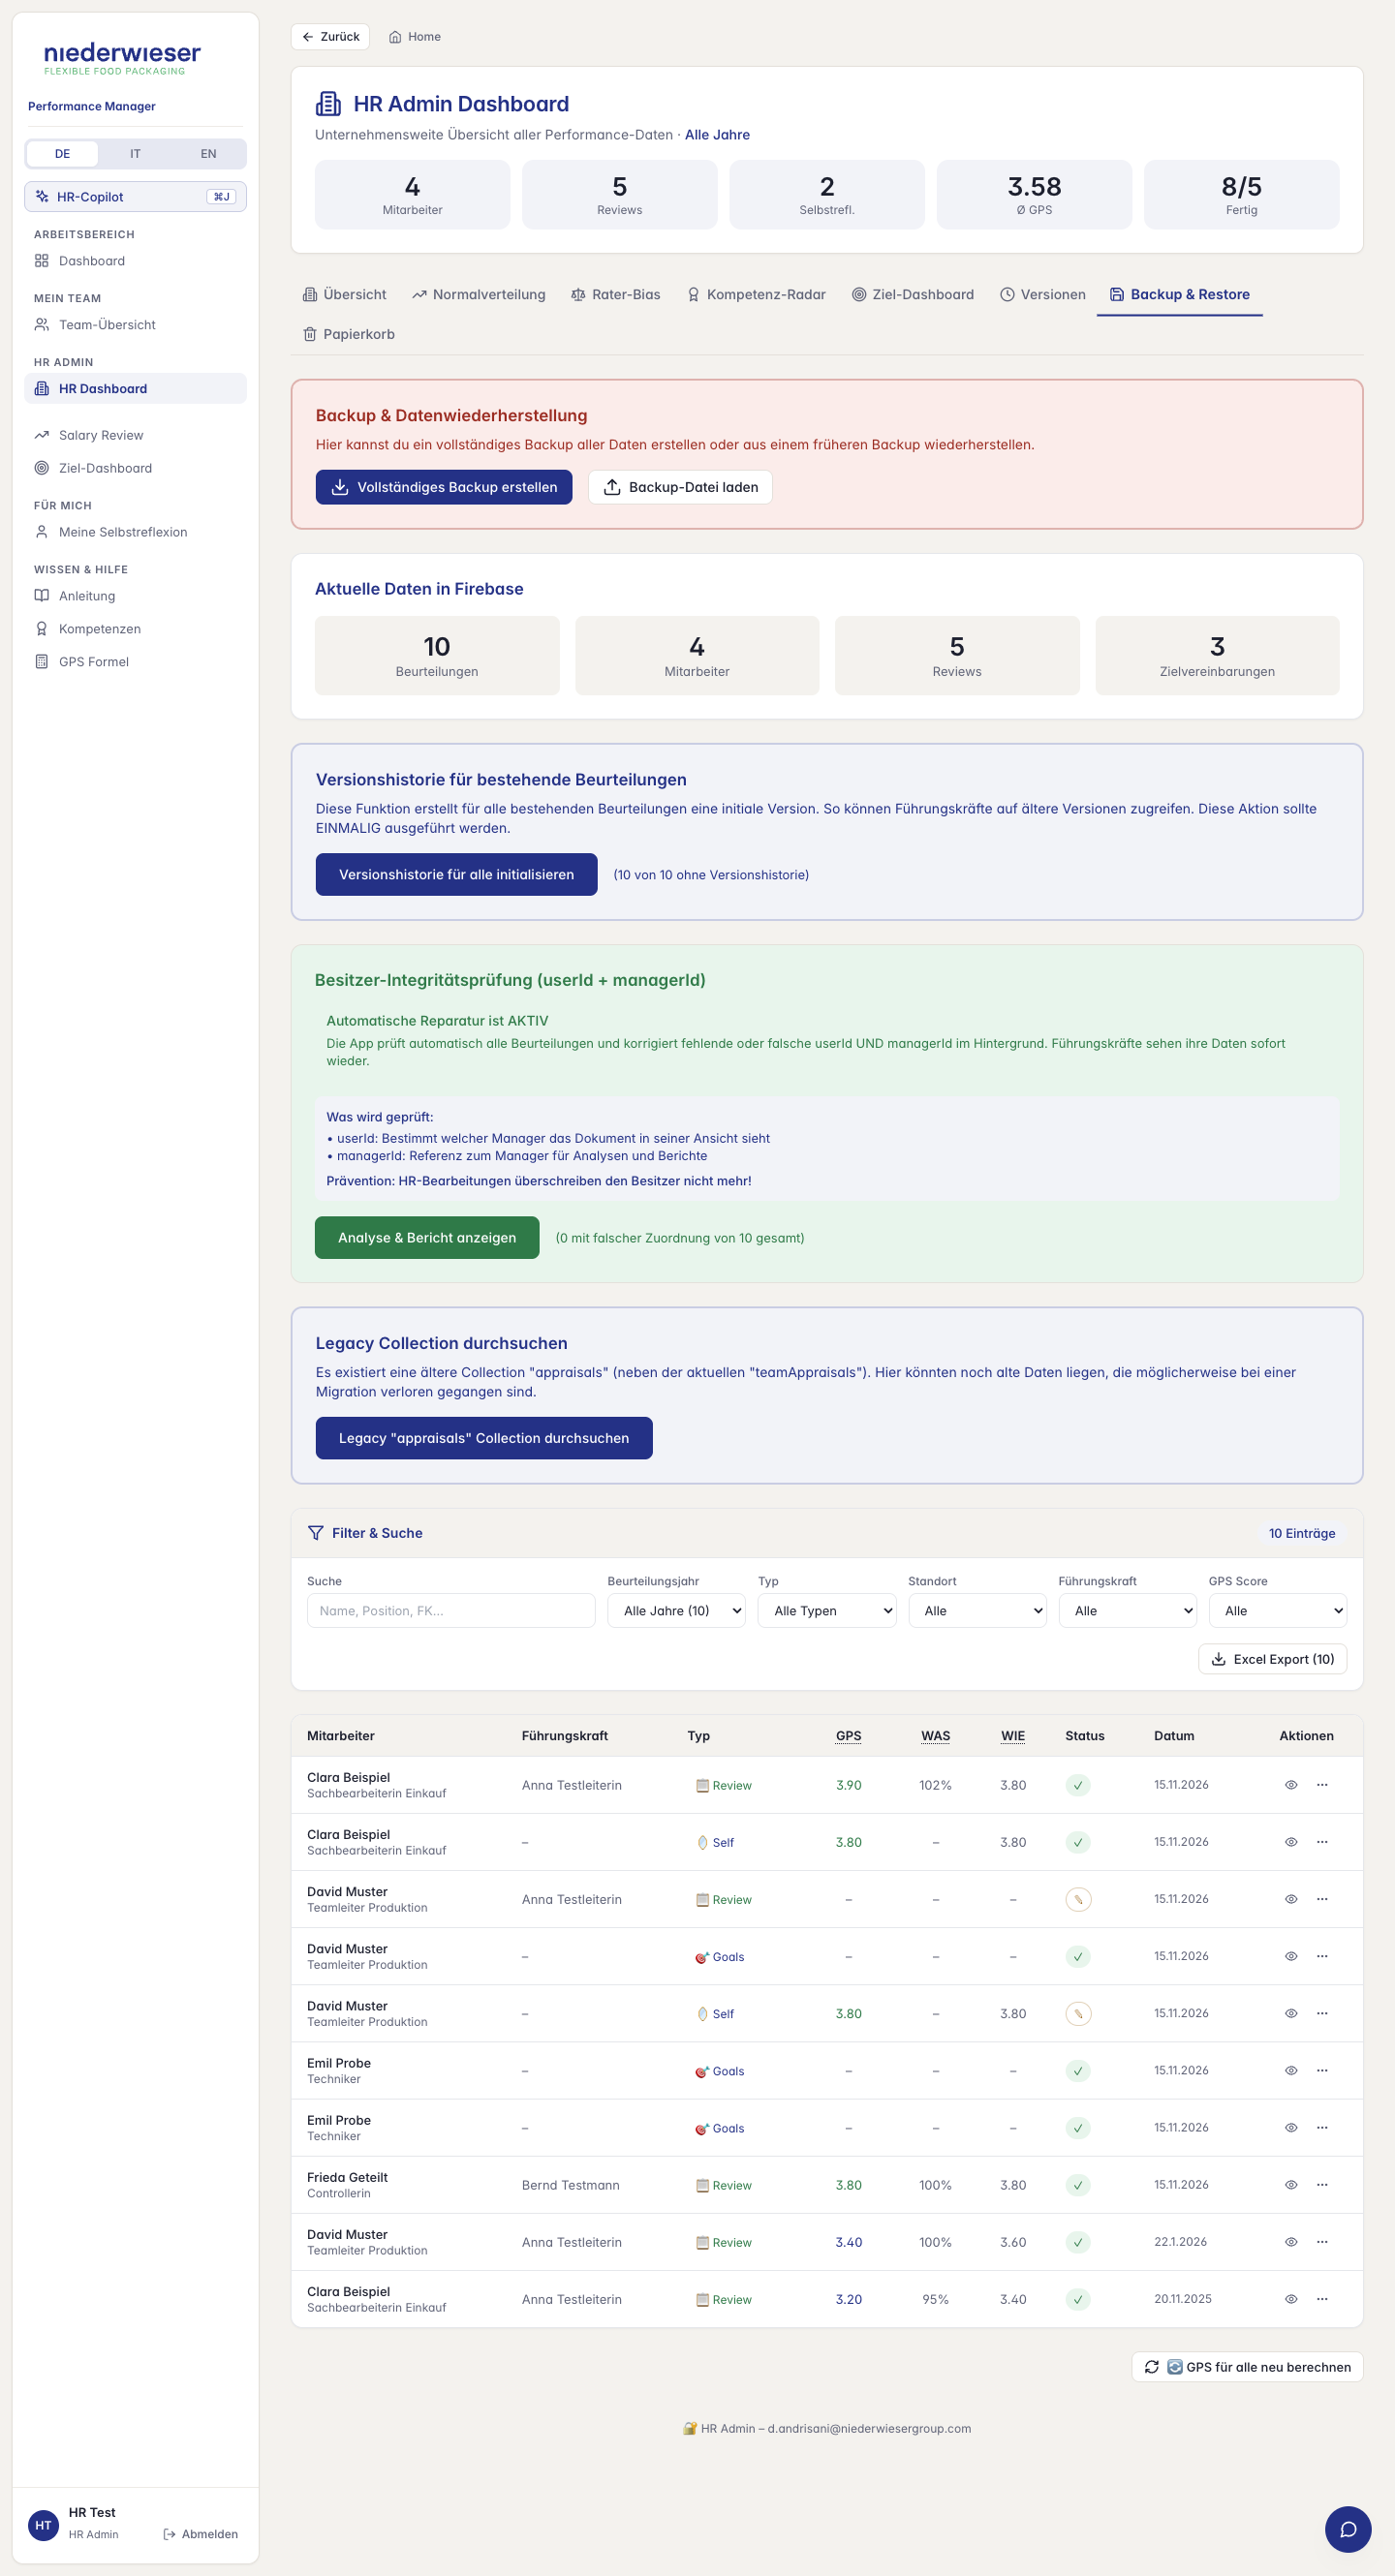 niederwieser
FLEXIBLE FOOD PACKAGING
Performance Manager
DE IT EN
HR-Copilot ⌘J
ARBEITSBEREICH
Dashboard
MEIN TEAM
Team-Übersicht
HR ADMIN
HR Dashboard
Salary Review
Ziel-Dashboard
FÜR MICH
Meine Selbstreflexion
WISSEN & HILFE
Anleitung
Kompetenzen
GPS Formel
HT
HR Test
HR Admin
Abmelden
Zurück Home
HR Admin Dashboard
Unternehmensweite Übersicht aller Performance-Daten · Alle Jahre
4 5 2 3.58 8/5
Mitarbeiter Reviews Selbstrefl. Ø GPS Fertig
Übersicht Normalverteilung Rater-Bias Kompetenz-Radar Ziel-Dashboard Versionen Backup & Restore
Papierkorb
Backup & Datenwiederherstellung
Hier kannst du ein vollständiges Backup aller Daten erstellen oder aus einem früheren Backup wiederherstellen.
Vollständiges Backup erstellen Backup-Datei laden
Aktuelle Daten in Firebase
10 4 5 3
Beurteilungen Mitarbeiter Reviews Zielvereinbarungen
Versionshistorie für bestehende Beurteilungen
Diese Funktion erstellt für alle bestehenden Beurteilungen eine initiale Version. So können Führungskräfte auf ältere Versionen zugreifen. Diese Aktion sollte
EINMALIG ausgeführt werden.
Versionshistorie für alle initialisieren (10 von 10 ohne Versionshistorie)
Besitzer-Integritätsprüfung (userId + managerId)
Automatische Reparatur ist AKTIV
Die App prüft automatisch alle Beurteilungen und korrigiert fehlende oder falsche userId UND managerId im Hintergrund. Führungskräfte sehen ihre Daten sofort
wieder.
Was wird geprüft:
• userId: Bestimmt welcher Manager das Dokument in seiner Ansicht sieht
• managerId: Referenz zum Manager für Analysen und Berichte
Prävention: HR-Bearbeitungen überschreiben den Besitzer nicht mehr!
Analyse & Bericht anzeigen (0 mit falscher Zuordnung von 10 gesamt)
Legacy Collection durchsuchen
Es existiert eine ältere Collection "appraisals" (neben der aktuellen "teamAppraisals"). Hier könnten noch alte Daten liegen, die möglicherweise bei einer
Migration verloren gegangen sind.
Legacy "appraisals" Collection durchsuchen
Filter & Suche 10 Einträge
Suche Beurteilungsjahr Typ Standort Führungskraft GPS Score
Name, Position, FK... Alle Jahre (10) Alle Typen Alle Alle Alle
Excel Export (10)
Mitarbeiter Führungskraft Typ GPS WAS WIE Status Datum Aktionen
Clara Beispiel
Sachbearbeiterin Einkauf Anna Testleiterin Review 3.90 102% 3.80 ✓ 15.11.2026
Clara Beispiel
Sachbearbeiterin Einkauf – Self 3.80 – 3.80 ✓ 15.11.2026
David Muster
Teamleiter Produktion Anna Testleiterin Review – – – 15.11.2026
David Muster
Teamleiter Produktion – Goals – – – ✓ 15.11.2026
David Muster
Teamleiter Produktion – Self 3.80 – 3.80 15.11.2026
Emil Probe
Techniker – Goals – – – ✓ 15.11.2026
Emil Probe
Techniker – Goals – – – ✓ 15.11.2026
Frieda Geteilt
Controllerin Bernd Testmann Review 3.80 100% 3.80 ✓ 15.11.2026
David Muster
Teamleiter Produktion Anna Testleiterin Review 3.40 100% 3.60 ✓ 22.1.2026
Clara Beispiel
Sachbearbeiterin Einkauf Anna Testleiterin Review 3.20 95% 3.40 ✓ 20.11.2025
GPS für alle neu berechnen
HR Admin – d.andrisani@niederwiesergroup.com